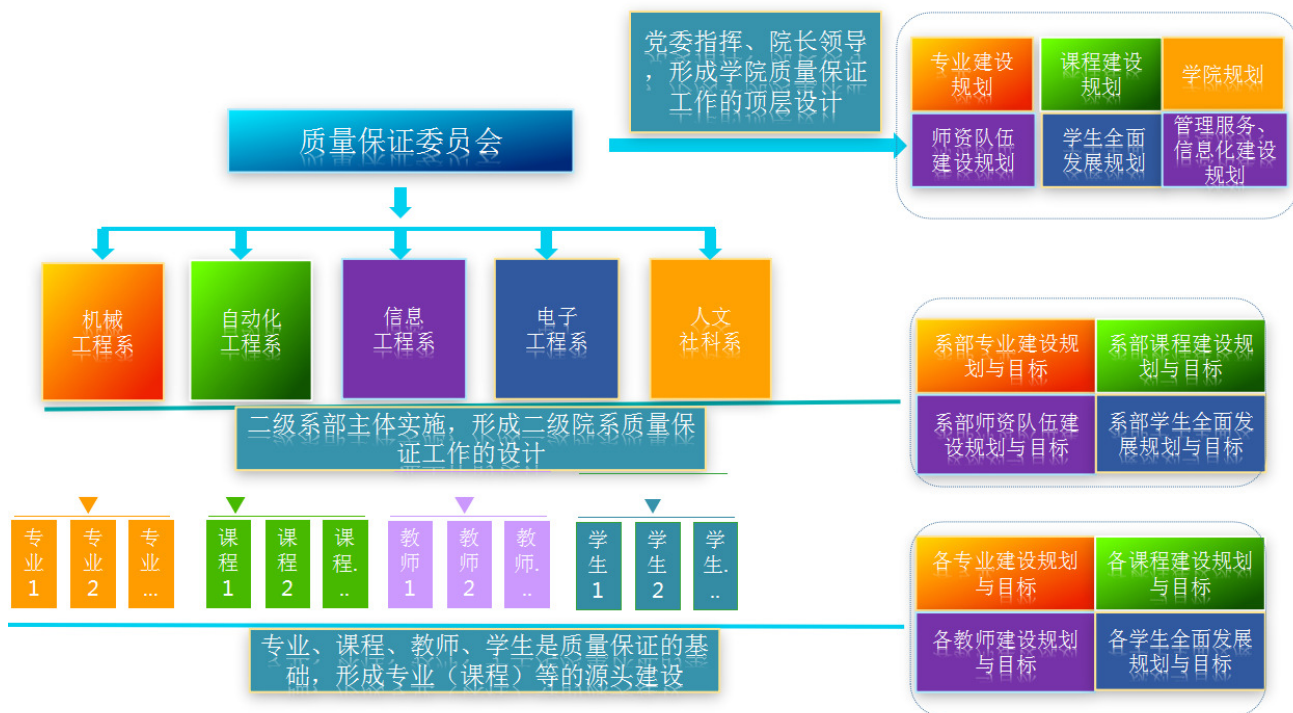 党委指挥、院长领导
，形成学院质量保证
工作的顶层设计
专业建设
规划
课程建设
规划
学院规划
师资队伍
建设规划
学生全面
发展规划
管理服务、
信息化建设
规划
质量保证委员会
机械
工程系
自动化
工程系
信息
工程系
电子
工程系
人文
社科系
系部专业建设规
划与目标
系部课程建设规
划与目标
系部师资队伍建
设规划与目标
系部学生全面发
展规划与目标
二级系部主体实施，形成二级院系质量保
证工作的设计
专
业
1
专
业
2
专
业
...
课
程
1
课
程
2
课
程.
..
教
师
1
教
师
2
教
师.
..
学
生
1
学
生
2
学
生.
..
各专业建设规划
与目标
各课程建设规划
与目标
各教师建设规划
与目标
各学生全面发展
规划与目标
专业、课程、教师、学生是质量保证的基
础，形成专业（课程）等的源头建设